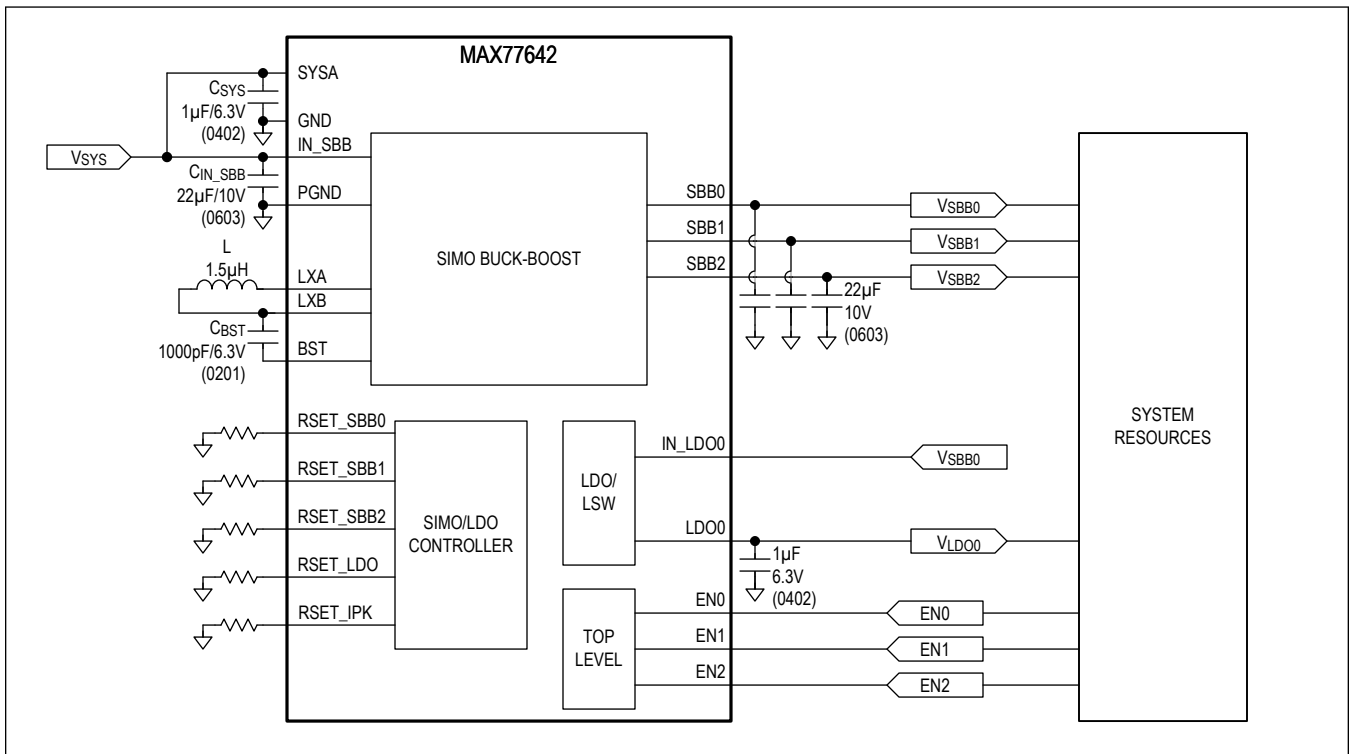 MAX77642
SYSA
CSYS
1µF/6.3V
(0402)
GND
IN_SBB
VSYS
CIN_SBB
22µF/10V
(0603)
PGND
L
1.5µH
LXA
LXB
CBST
1000pF/6.3V
(0201)
BST
SIMO BUCK-BOOST
SBB0
SBB1
SBB2
VSBB0
VSBB1
VSBB2
22µF
10V
(0603)
RSET_SBB0
RSET_SBB1
RSET_SBB2
RSET_LDO
RSET_IPK
SIMO/LDO
CONTROLLER
LDO/
LSW
IN_LDO0
VSBB0
LDO0
VLDO0
1µF
6.3V
(0402)
TOP
LEVEL
EN0
EN1
EN2
EN0
EN1
EN2
SYSTEM
RESOURCES